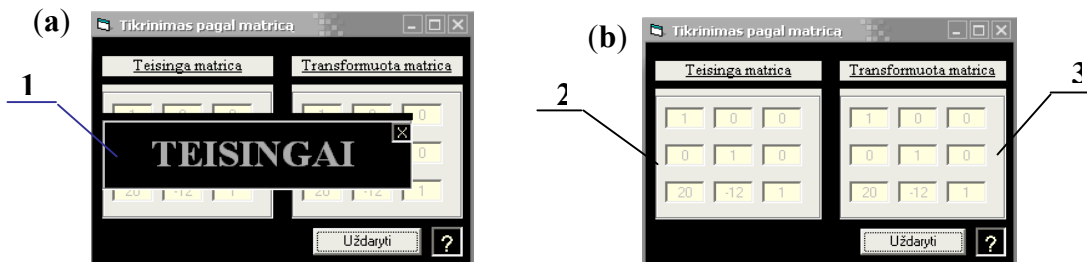 (a)
Tikrinimas pagal matricą
Teisinga matrica Transformuota matrica
1
1 0 0 1 0 0
X
TEISINGAI
0
20 -12 1 20 -12 1
Uždaryti ?
(b)
Tikrinimas pagal matricą
Teisinga matrica Transformuota matrica
2 3
1 0 0 1 0 0
0 1 0 0 1 0
20 -12 1 20 -12 1
Uždaryti ?